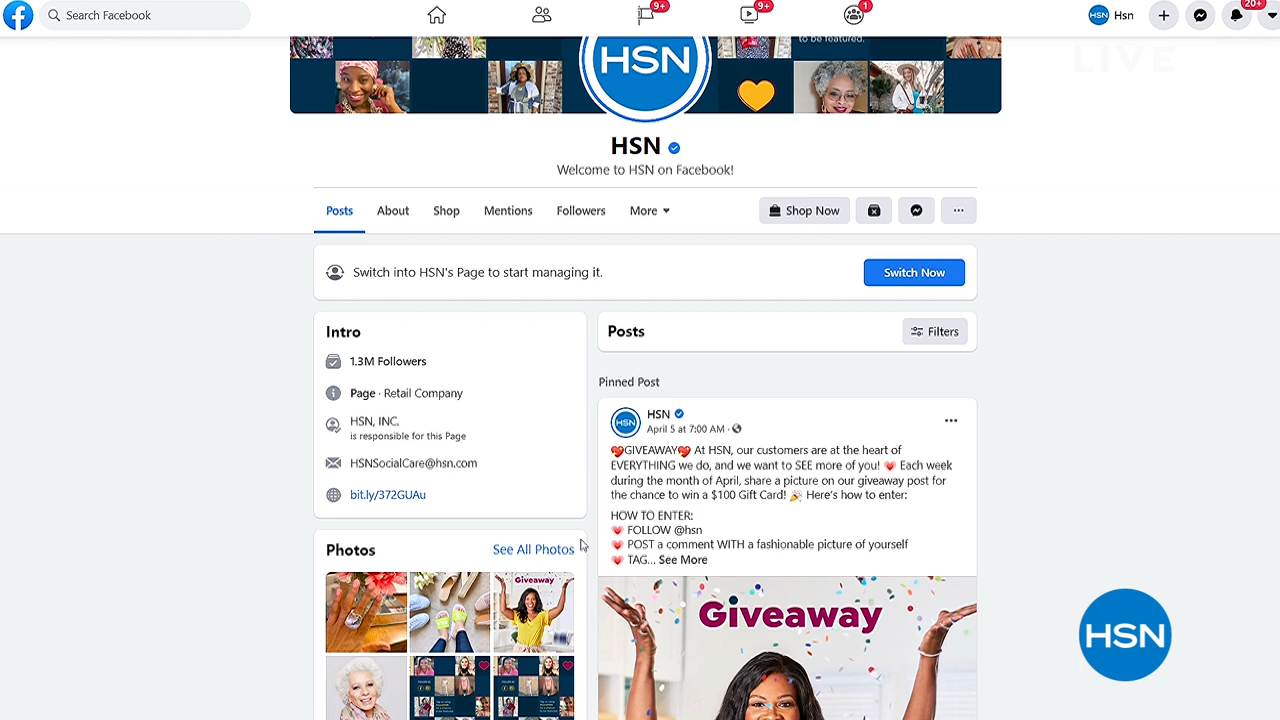 Search Facebook
9+
9+
1
HSN
Hsn
20+
to be featured.
LIVE
HSN
HSN
Welcome to HSN on Facebook!
Posts
About
Shop
Mentions
Followers
More
Shop Now
Switch into HSN's Page to start managing it.
Switch Now
Intro
1.3M Followers
Page · Retail Company
HSN, INC.
is responsible for this Page
HSNSocialCare@hsn.com
bit.ly/372GUAu
Photos
See All Photos
Giveaway
Posts
Filters
Pinned Post
HSN
HSN
April 5 at 7:00 AM ·
GIVEAWAY At HSN, our customers are at the heart of
EVERYTHING we do, and we want to SEE more of you! Each week
during the month of April, share a picture on our giveaway post for
the chance to win a $100 Gift Card! Here's how to enter:
HOW TO ENTER:
FOLLOW @hsn
POST a comment WITH a fashionable picture of yourself
TAG... See More
Giveaway
HSN